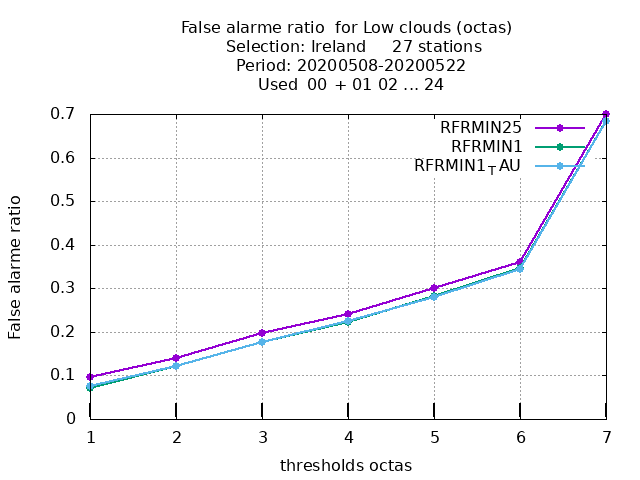 False alarme ratio  for Low clouds (octas)
Selection: Ireland     27 stations
Period: 20200508-20200522
Used  00 + 01 02 ... 24
0.7
0.6
0.5
0.4
0.3
0.2
0.1
0
False alarme ratio
RFRMIN25
RFRMIN1
RFRMIN1TAU
1 2 3 4 5 6 7
thresholds octas